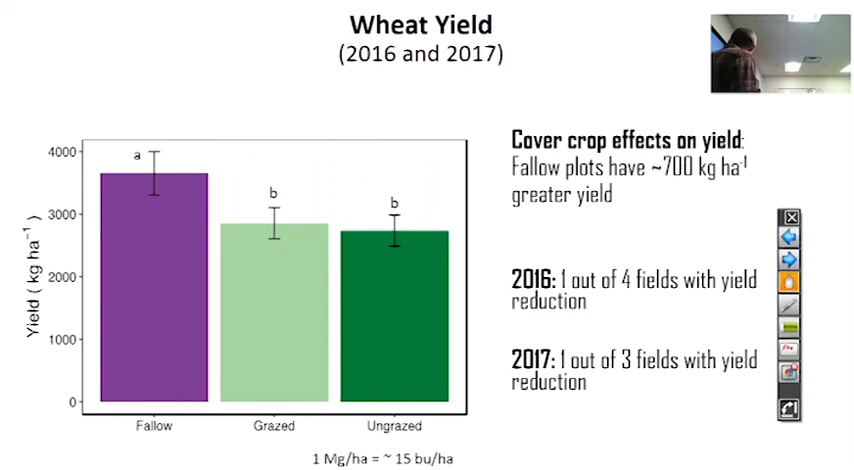 Wheat Yield
(2016 and 2017)
Cover crop effects on yield:
Fallow plots have ~700 kg ha⁻¹
greater yield
2016: 1 out of 4 fields with yield
reduction
2017: 1 out of 3 fields with yield
reduction
Yield ( kg ha⁻¹ )
4000
3000
2000
1000
0
a
b
b
Fallow
Grazed
Ungrazed
1 Mg/ha = ~ 15 bu/ha